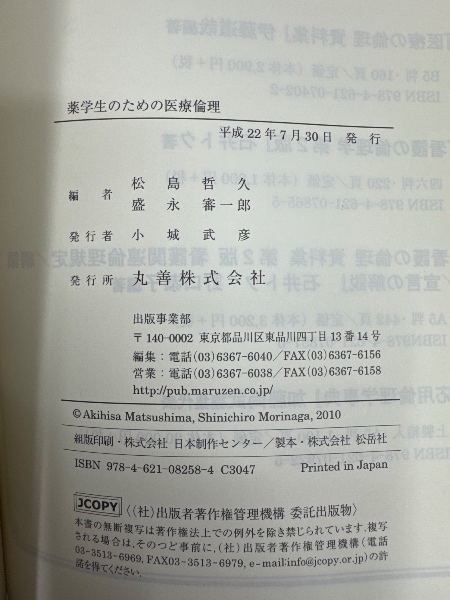 薬学生のための医療倫理
平成22年7月30日 発行
編者 松島哲久
盛永審一郎
発行者 小城武彦
発行所 丸善株式会社
出版事業部
〒140-0002 東京都品川区東品川四丁目13番14号
編集：電話(03)6367-6040／FAX(03)6367-6156
営業：電話(03)6367-6038／FAX(03)6367-6158
http://pub.maruzen.co.jp/
© Akihisa Matsushima, Shinichiro Morinaga, 2010
組版印刷・株式会社 日本制作センター／製本・株式会社 松岳社
ISBN 978-4-621-08258-4 C3047 Printed in Japan
JCOPY 〈(社)出版者著作権管理機構 委託出版物〉
本書の無断複写は著作権法上での例外を除き禁じられています．複写
される場合は，そのつど事前に，(社)出版者著作権管理機構（電話
03-3513-6969，FAX03-3513-6979，e-mail:info@jcopy.or.jp）の許
諾を得てください．